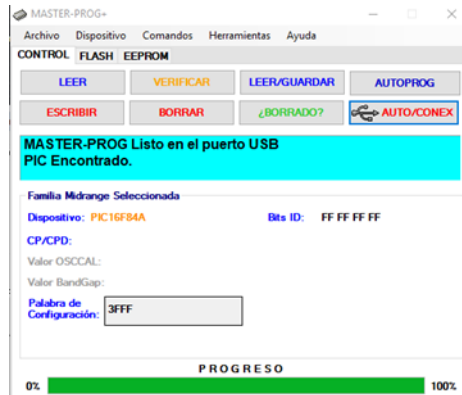 MASTER-PROG+
Archivo Dispositivo Comandos Herramientas Ayuda
CONTROL FLASH EEPROM
LEER VERIFICAR LEER/GUARDAR AUTOPROG
ESCRIBIR BORRAR ¿BORRADO? AUTO/CONEX
MASTER-PROG Listo en el puerto USB
PIC Encontrado.
Familia Midrange Seleccionada
Dispositivo: PIC16F84A Bits ID: FF FF FF FF
CP/CPD:
Valor OSCCAL:
Valor BandGap:
Palabra de
Configuración: 3FFF
PROGRESO
0% 100%